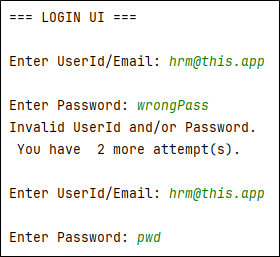 === LOGIN UI ===
Enter UserId/Email: hrm@this.app
Enter Password: wrongPass
Invalid UserId and/or Password.
You have  2 more attempt(s).
Enter UserId/Email: hrm@this.app
Enter Password: pwd